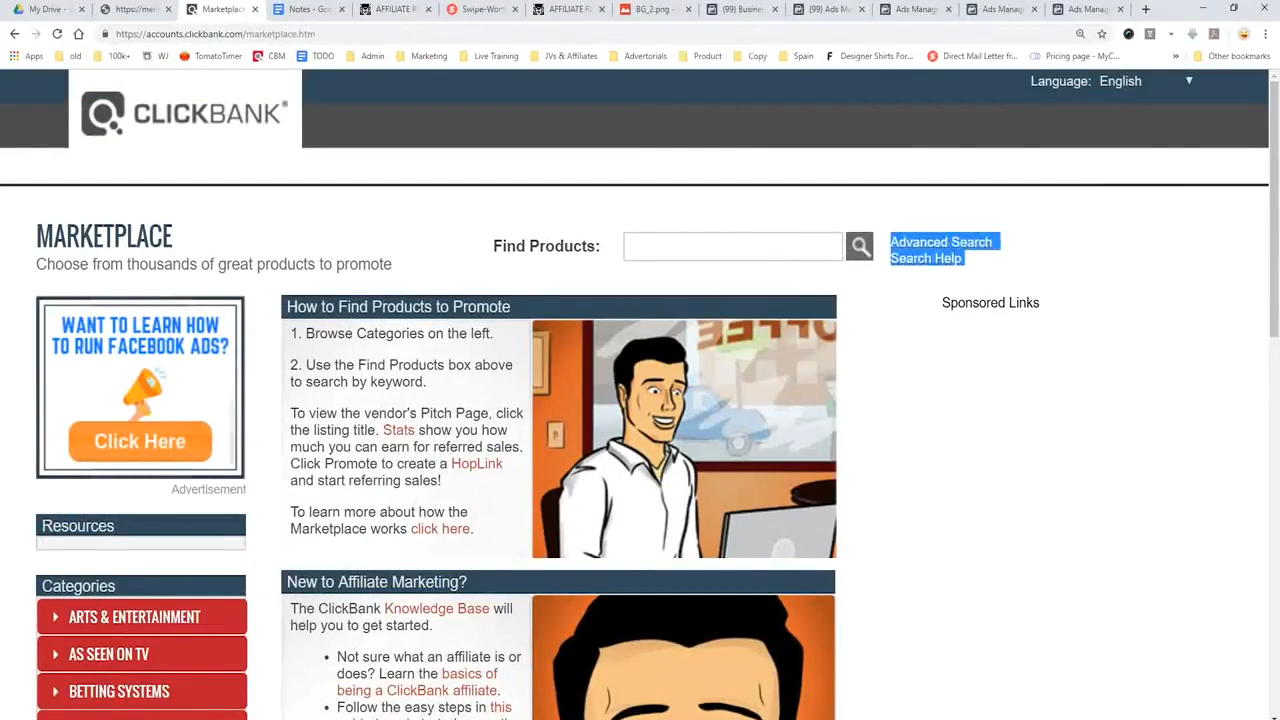 My Drive -
https://mem
Marketplace
Notes - Go
AFFILIATE R
Swipe-Wor
AFFILIATE R
BG_2.png -
(99) Busine
(99) Ads M
Ads Manag
Ads Manag
Ads Manag
https://accounts.clickbank.com/marketplace.htm
Apps
old
100k+
WJ
TomatoTimer
CBM
TODO
Admin
Marketing
Live Training
JVs & Affiliates
Advertorials
Product
Copy
Spain
Designer Shirts For...
Direct Mail Letter fr...
Pricing page - MyC...
»
Other bookmarks
Language: English
CLICKBANK®
MARKETPLACE
Choose from thousands of great products to promote
Find Products:
Advanced Search
Search Help
Sponsored Links
WANT TO LEARN HOW
TO RUN FACEBOOK ADS?
Click Here
Advertisement
Resources
Categories
ARTS & ENTERTAINMENT
AS SEEN ON TV
BETTING SYSTEMS
How to Find Products to Promote
1. Browse Categories on the left.
2. Use the Find Products box above
to search by keyword.
To view the vendor's Pitch Page, click
the listing title. Stats show you how
much you can earn for referred sales.
Click Promote to create a HopLink
and start referring sales!
To learn more about how the
Marketplace works click here.
COFFEE
New to Affiliate Marketing?
The ClickBank Knowledge Base will
help you to get started.
• Not sure what an affiliate is or
does? Learn the basics of
being a ClickBank affiliate.
• Follow the easy steps in this